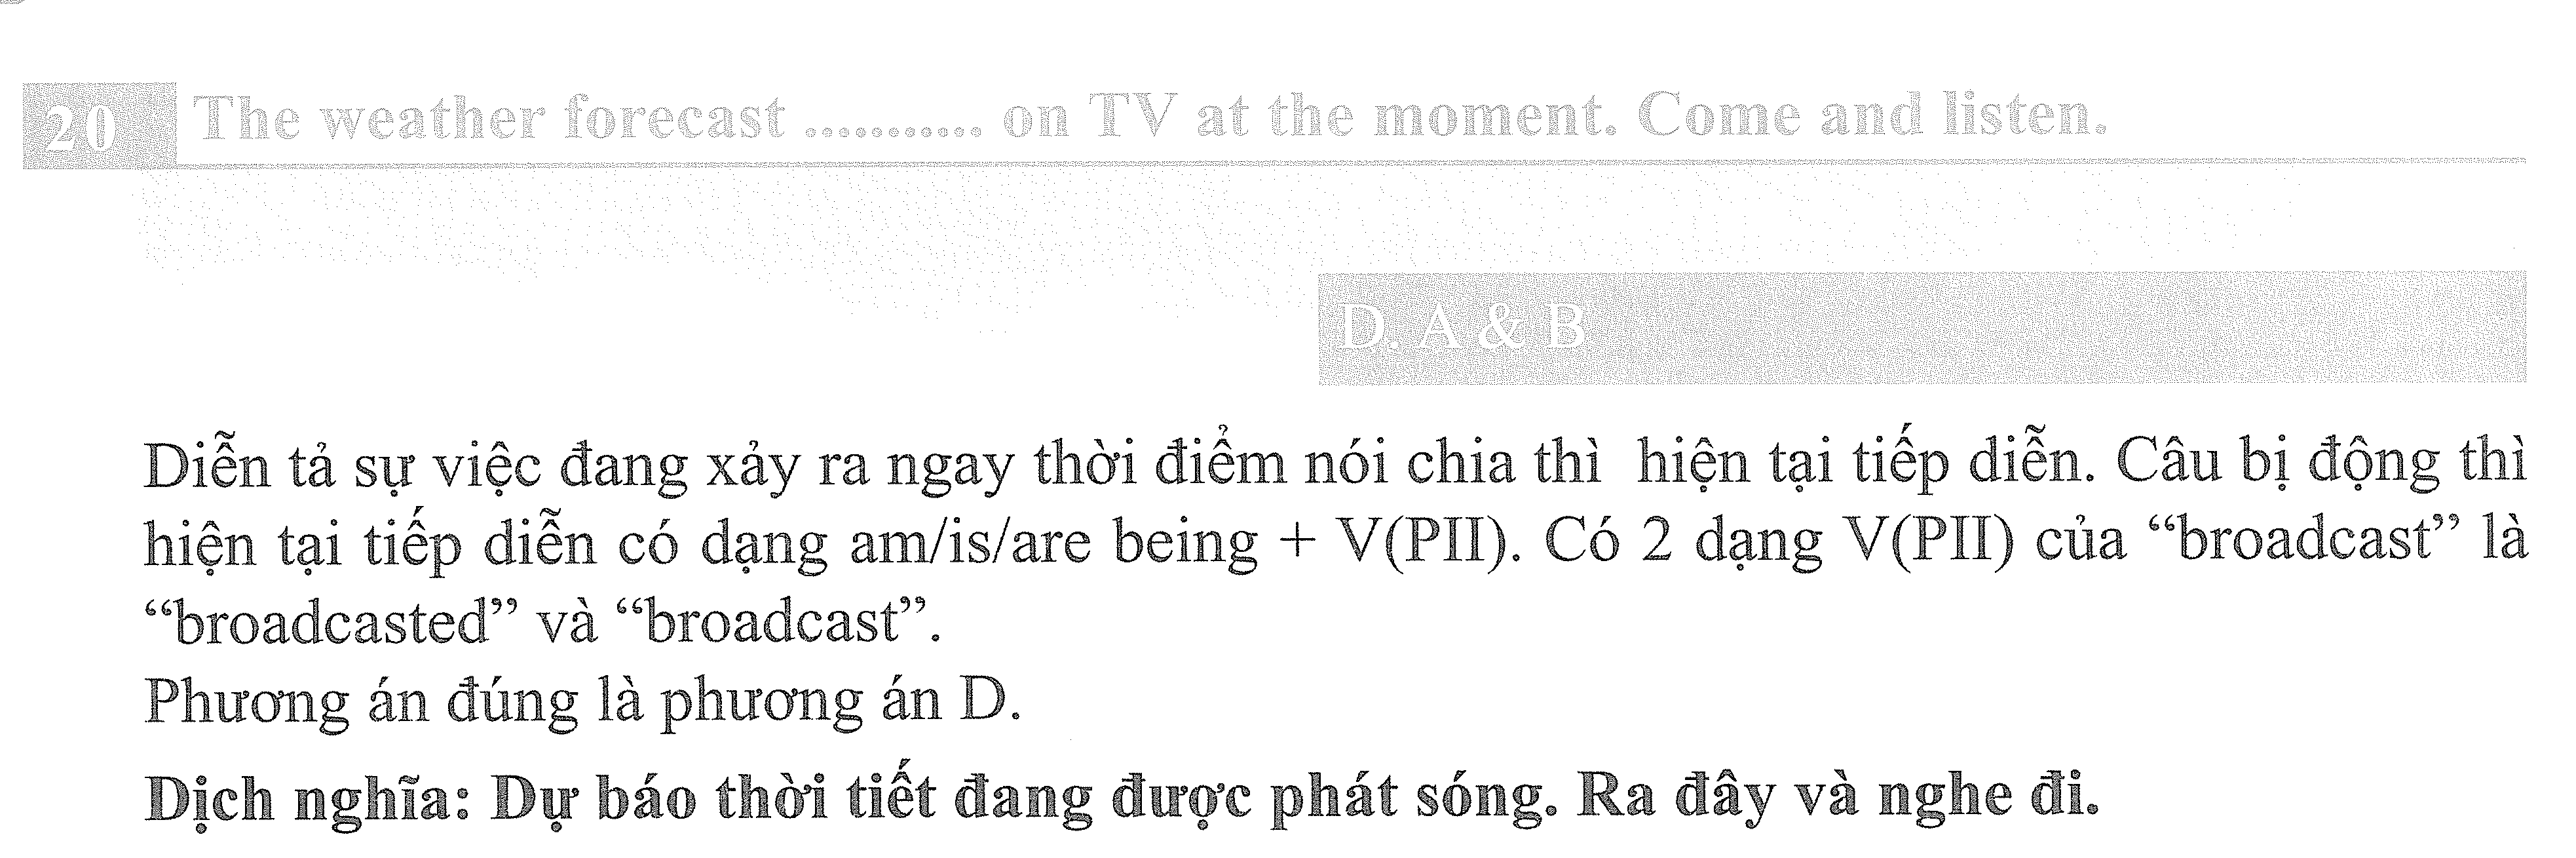 20 The weather forecast ........... on TV at the moment. Come and listen.
D. A & B
Diễn tả sự việc đang xảy ra ngay thời điểm nói chia thì hiện tại tiếp diễn. Câu bị động thì
hiện tại tiếp diễn có dạng am/is/are being + V(PII). Có 2 dạng V(PII) của “broadcast” là
“broadcasted” và “broadcast”.
Phương án đúng là phương án D.
Dịch nghĩa: Dự báo thời tiết đang được phát sóng. Ra đây và nghe đi.